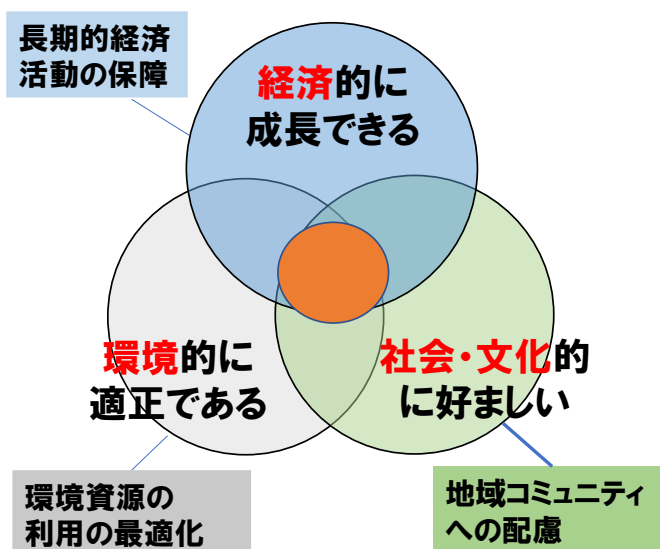 長期的経済
活動の保障
経済的に
成長できる
環境的に
適正である
社会・文化的
に好ましい
環境資源の
利用の最適化
地域コミュニティ
への配慮